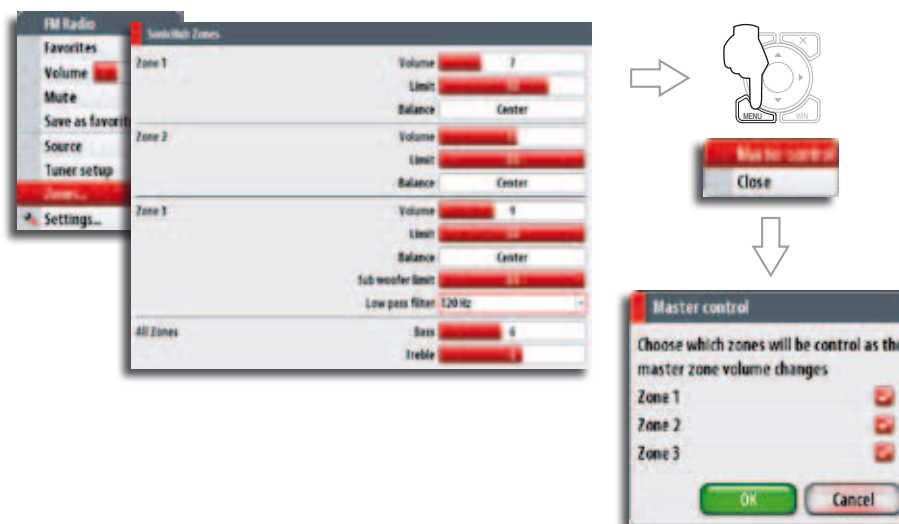 FM Radio
Favorites
Volume
Mute
Save as favorit
Source
Tuner setup
Zones...
Settings...
SonicHub Zones
Zone 1
Volume 7
Limit
Balance Center
Zone 2
Volume
Limit
Balance Center
Zone 3
Volume 9
Limit
Balance Center
Sub woofer limit
Low pass filter 120 Hz
All Zones
Bass 6
Treble
MENU
WIN
Master control
Close
Master control
Choose which zones will be control as the
master zone volume changes
Zone 1
Zone 2
Zone 3
OK
Cancel